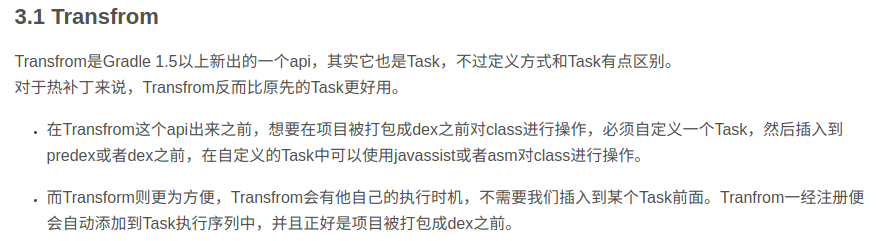 3.1 Transfrom
Transfrom是Gradle 1.5以上新出的一个api，其实它也是Task，不过定义方式和Task有点区别。
对于热补丁来说，Transfrom反而比原先的Task更好用。
• 在Transfrom这个api出来之前，想要在项目被打包成dex之前对class进行操作，必须自定义一个Task，然后插入到
predex或者dex之前，在自定义的Task中可以使用javassist或者asm对class进行操作。
• 而Transform则更为方便，Transfrom会有他自己的执行时机，不需要我们插入到某个Task前面。Tranfrom一经注册便
会自动添加到Task执行序列中，并且正好是项目被打包成dex之前。